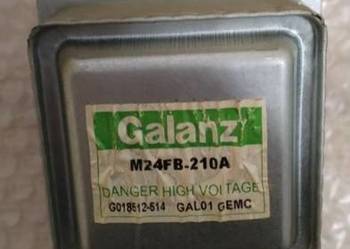 Galanz
M24FB-210A
DANGER HIGH VOLTAGE
G018512-514 GAL01 GEMC